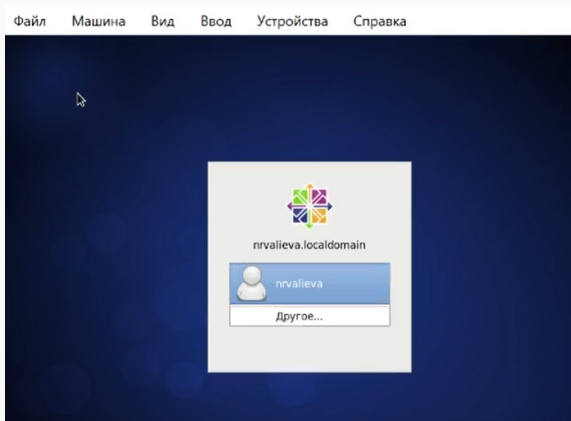 Файл Машина Вид Ввод Устройства Справка
nrvalieva.localdomain
nrvalieva
Другое...